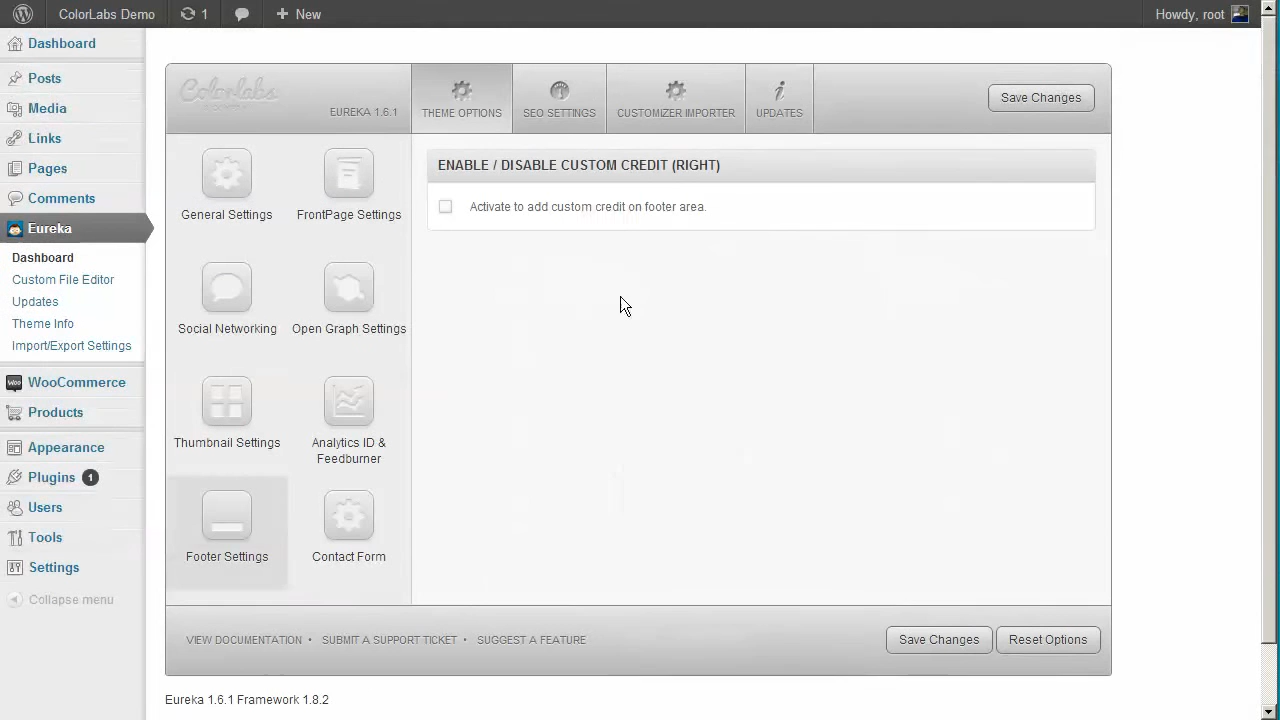 ColorLabs Demo 1 New Howdy, root
Dashboard
Posts
Media
Links
Pages
Comments
Eureka
Dashboard
Custom File Editor
Updates
Theme Info
Import/Export Settings
WooCommerce
Products
Appearance
Plugins 1
Users
Tools
Settings
Collapse menu
Colorlabs
EUREKA 1.6.1
THEME OPTIONS
SEO SETTINGS
CUSTOMIZER IMPORTER
UPDATES
Save Changes
General Settings
FrontPage Settings
Social Networking
Open Graph Settings
Thumbnail Settings
Analytics ID &
Feedburner
Footer Settings
Contact Form
ENABLE / DISABLE CUSTOM CREDIT (RIGHT)
Activate to add custom credit on footer area.
VIEW DOCUMENTATION • SUBMIT A SUPPORT TICKET • SUGGEST A FEATURE
Save Changes
Reset Options
Eureka 1.6.1 Framework 1.8.2